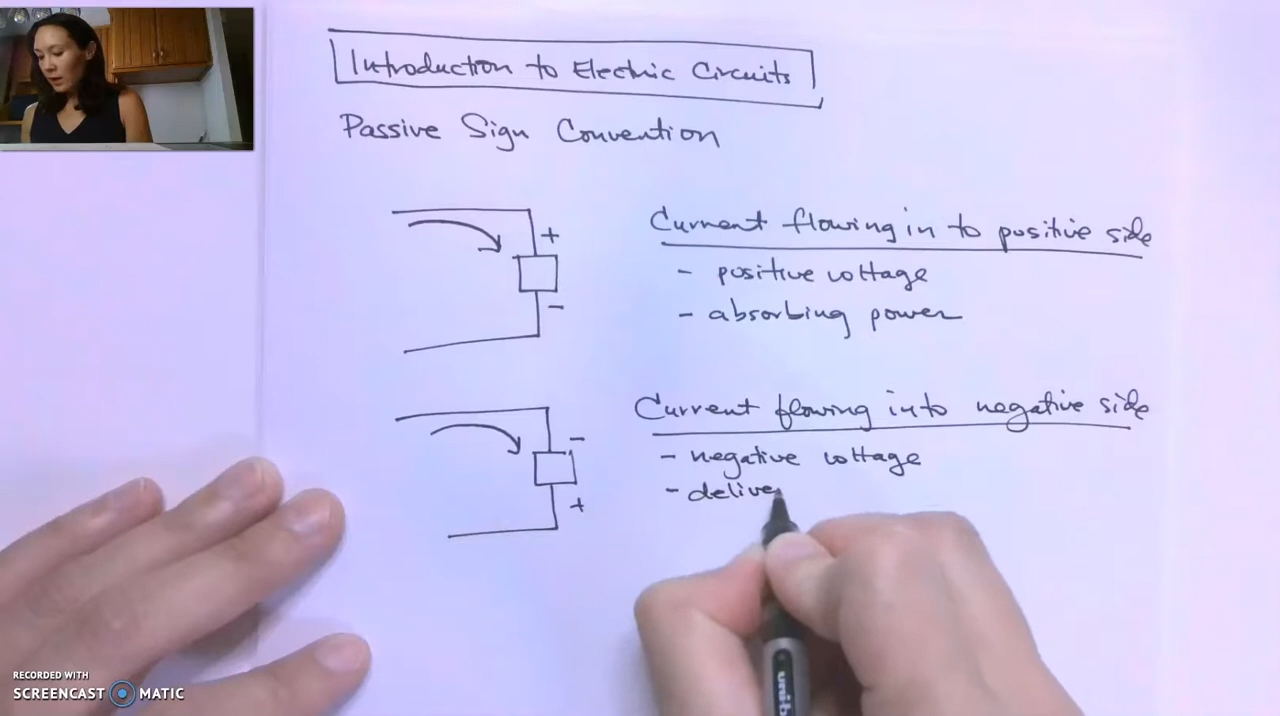 Introduction to Electric Circuits
Passive Sign Convention
Current flowing in to positive side
+
- positive voltage
- absorbing power
-
Current flowing into negative side
-
- negative voltage
- delive
+
RECORDED WITH
SCREENCAST MATIC
uni-b